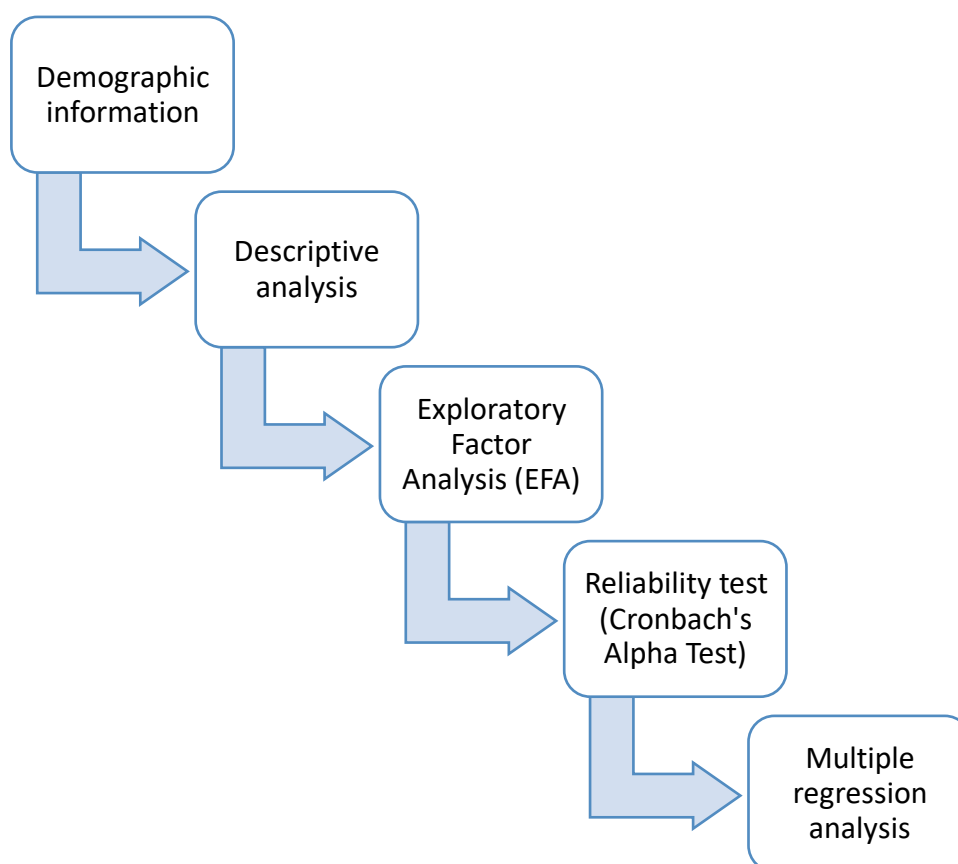 Demographic
information
Descriptive
analysis
Exploratory
Factor
Analysis (EFA)
Reliability test
(Cronbach's
Alpha Test)
Multiple
regression
analysis